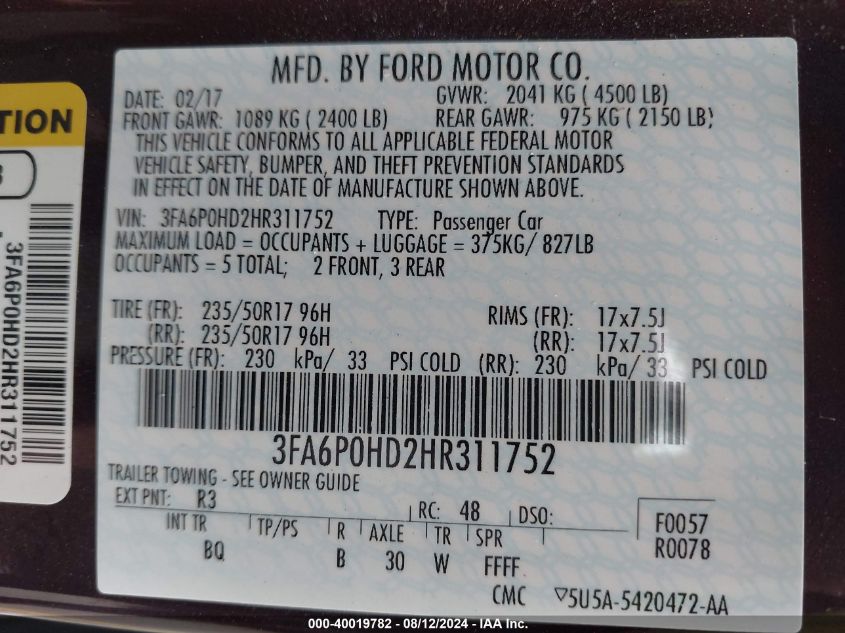 MFD. BY FORD MOTOR CO.
DATE: 02/17 GVWR: 2041 KG ( 4500 LB)
FRONT GAWR: 1089 KG ( 2400 LB) REAR GAWR: 975 KG ( 2150 LB)
THIS VEHICLE CONFORMS TO ALL APPLICABLE FEDERAL MOTOR
VEHICLE SAFETY, BUMPER, AND THEFT PREVENTION STANDARDS
IN EFFECT ON THE DATE OF MANUFACTURE SHOWN ABOVE.
VIN: 3FA6P0HD2HR311752 TYPE: Passenger Car
MAXIMUM LOAD = OCCUPANTS + LUGGAGE = 375KG/ 827LB
OCCUPANTS = 5 TOTAL; 2 FRONT, 3 REAR
TIRE (FR): 235/50R17 96H RIMS (FR): 17x7.5J
(RR): 235/50R17 96H (RR): 17x7.5J
PRESSURE (FR): 230 kPa/ 33 PSI COLD (RR): 230 kPa/ 33 PSI COLD
3FA6P0HD2HR311752
TRAILER TOWING - SEE OWNER GUIDE
EXT PNT: R3 RC: 48 DSO: F0057
INT TR TP/PS R AXLE TR SPR R0078
BQ B 30 W FFFF
CMC ▽5U5A-5420472-AA
TION
3FA6P0HD2HR311752
000-40019782 - 08/12/2024 - IAA Inc.